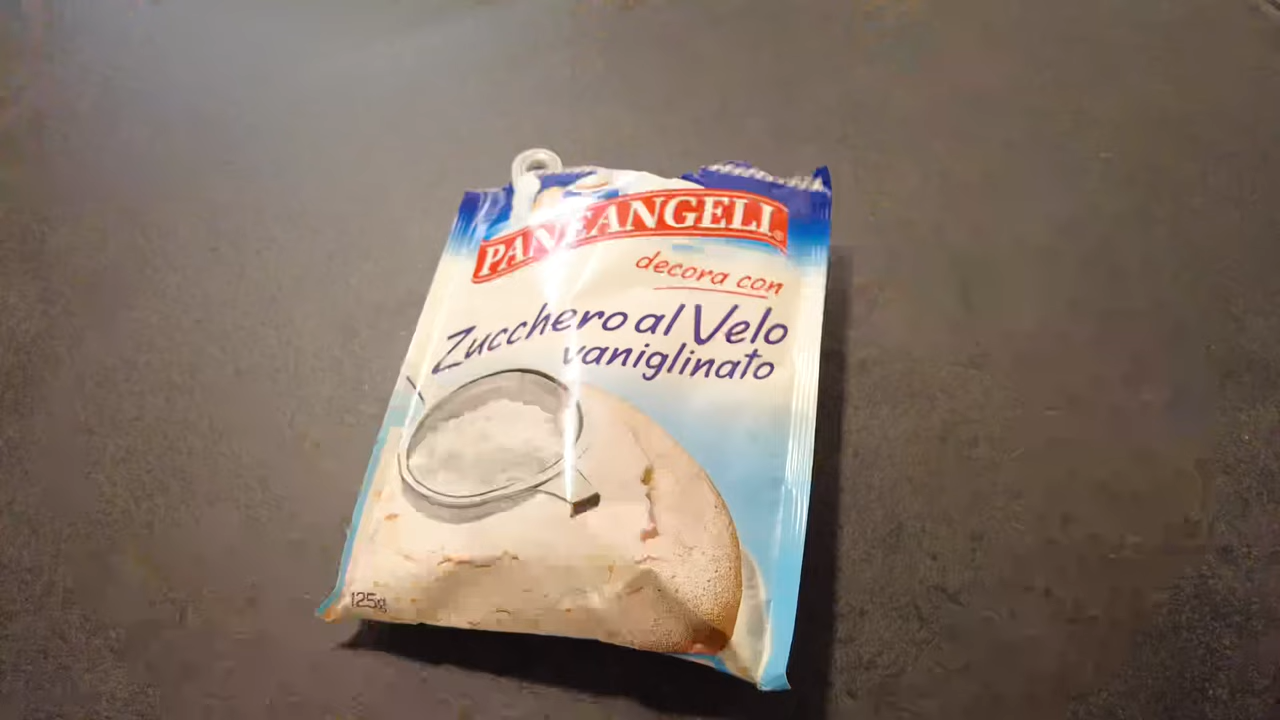 PANEANGELI
decora con
Zucchero al Velo
vaniglinato
125g